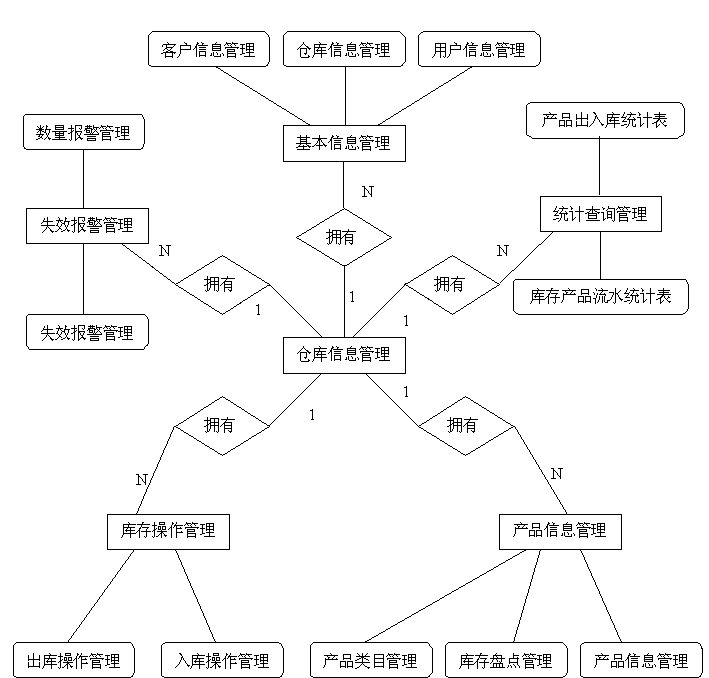 客户信息管理
仓库信息管理
用户信息管理
产品出入库统计表
数量报警管理
基本信息管理
N
统计查询管理
失效报警管理
拥有
N
N
拥有
拥有
1
库存产品流水统计表
1
1
失效报警管理
仓库信息管理
1
1
拥有
拥有
N
N
库存操作管理
产品信息管理
出库操作管理
入库操作管理
产品类目管理
库存盘点管理
产品信息管理